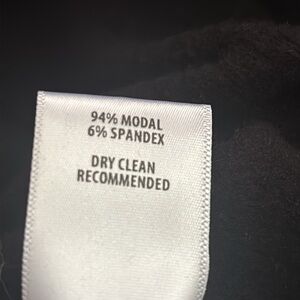 94% MODAL
6% SPANDEX
DRY CLEAN
RECOMMENDED